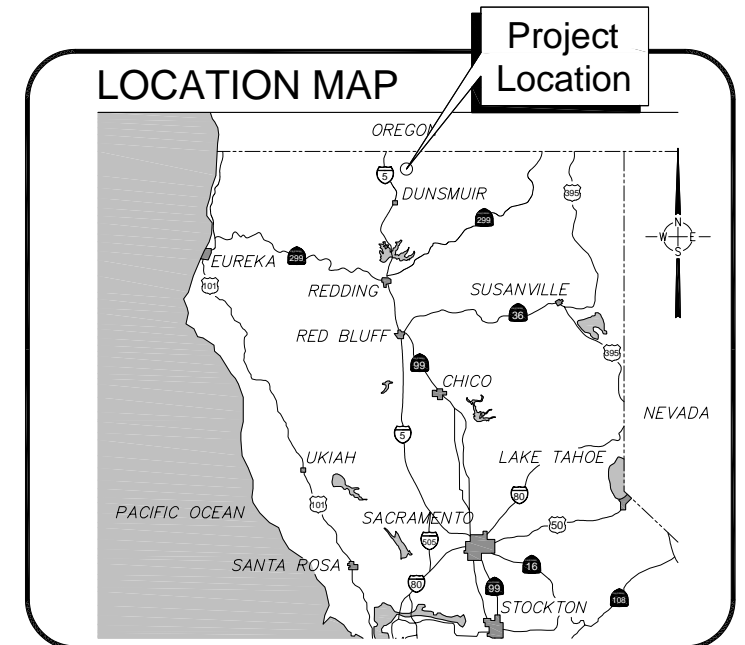 Project
Location
LOCATION MAP
OREGON
5
DUNSMUIR
395
299
N
W E
S
EUREKA
299
101
REDDING
SUSANVILLE
36
RED BLUFF
395
99
CHICO
NEVADA
5
UKIAH
LAKE TAHOE
80
101
50
PACIFIC OCEAN
SACRAMENTO
505
SANTA ROSA
16
80
99
108
STOCKTON